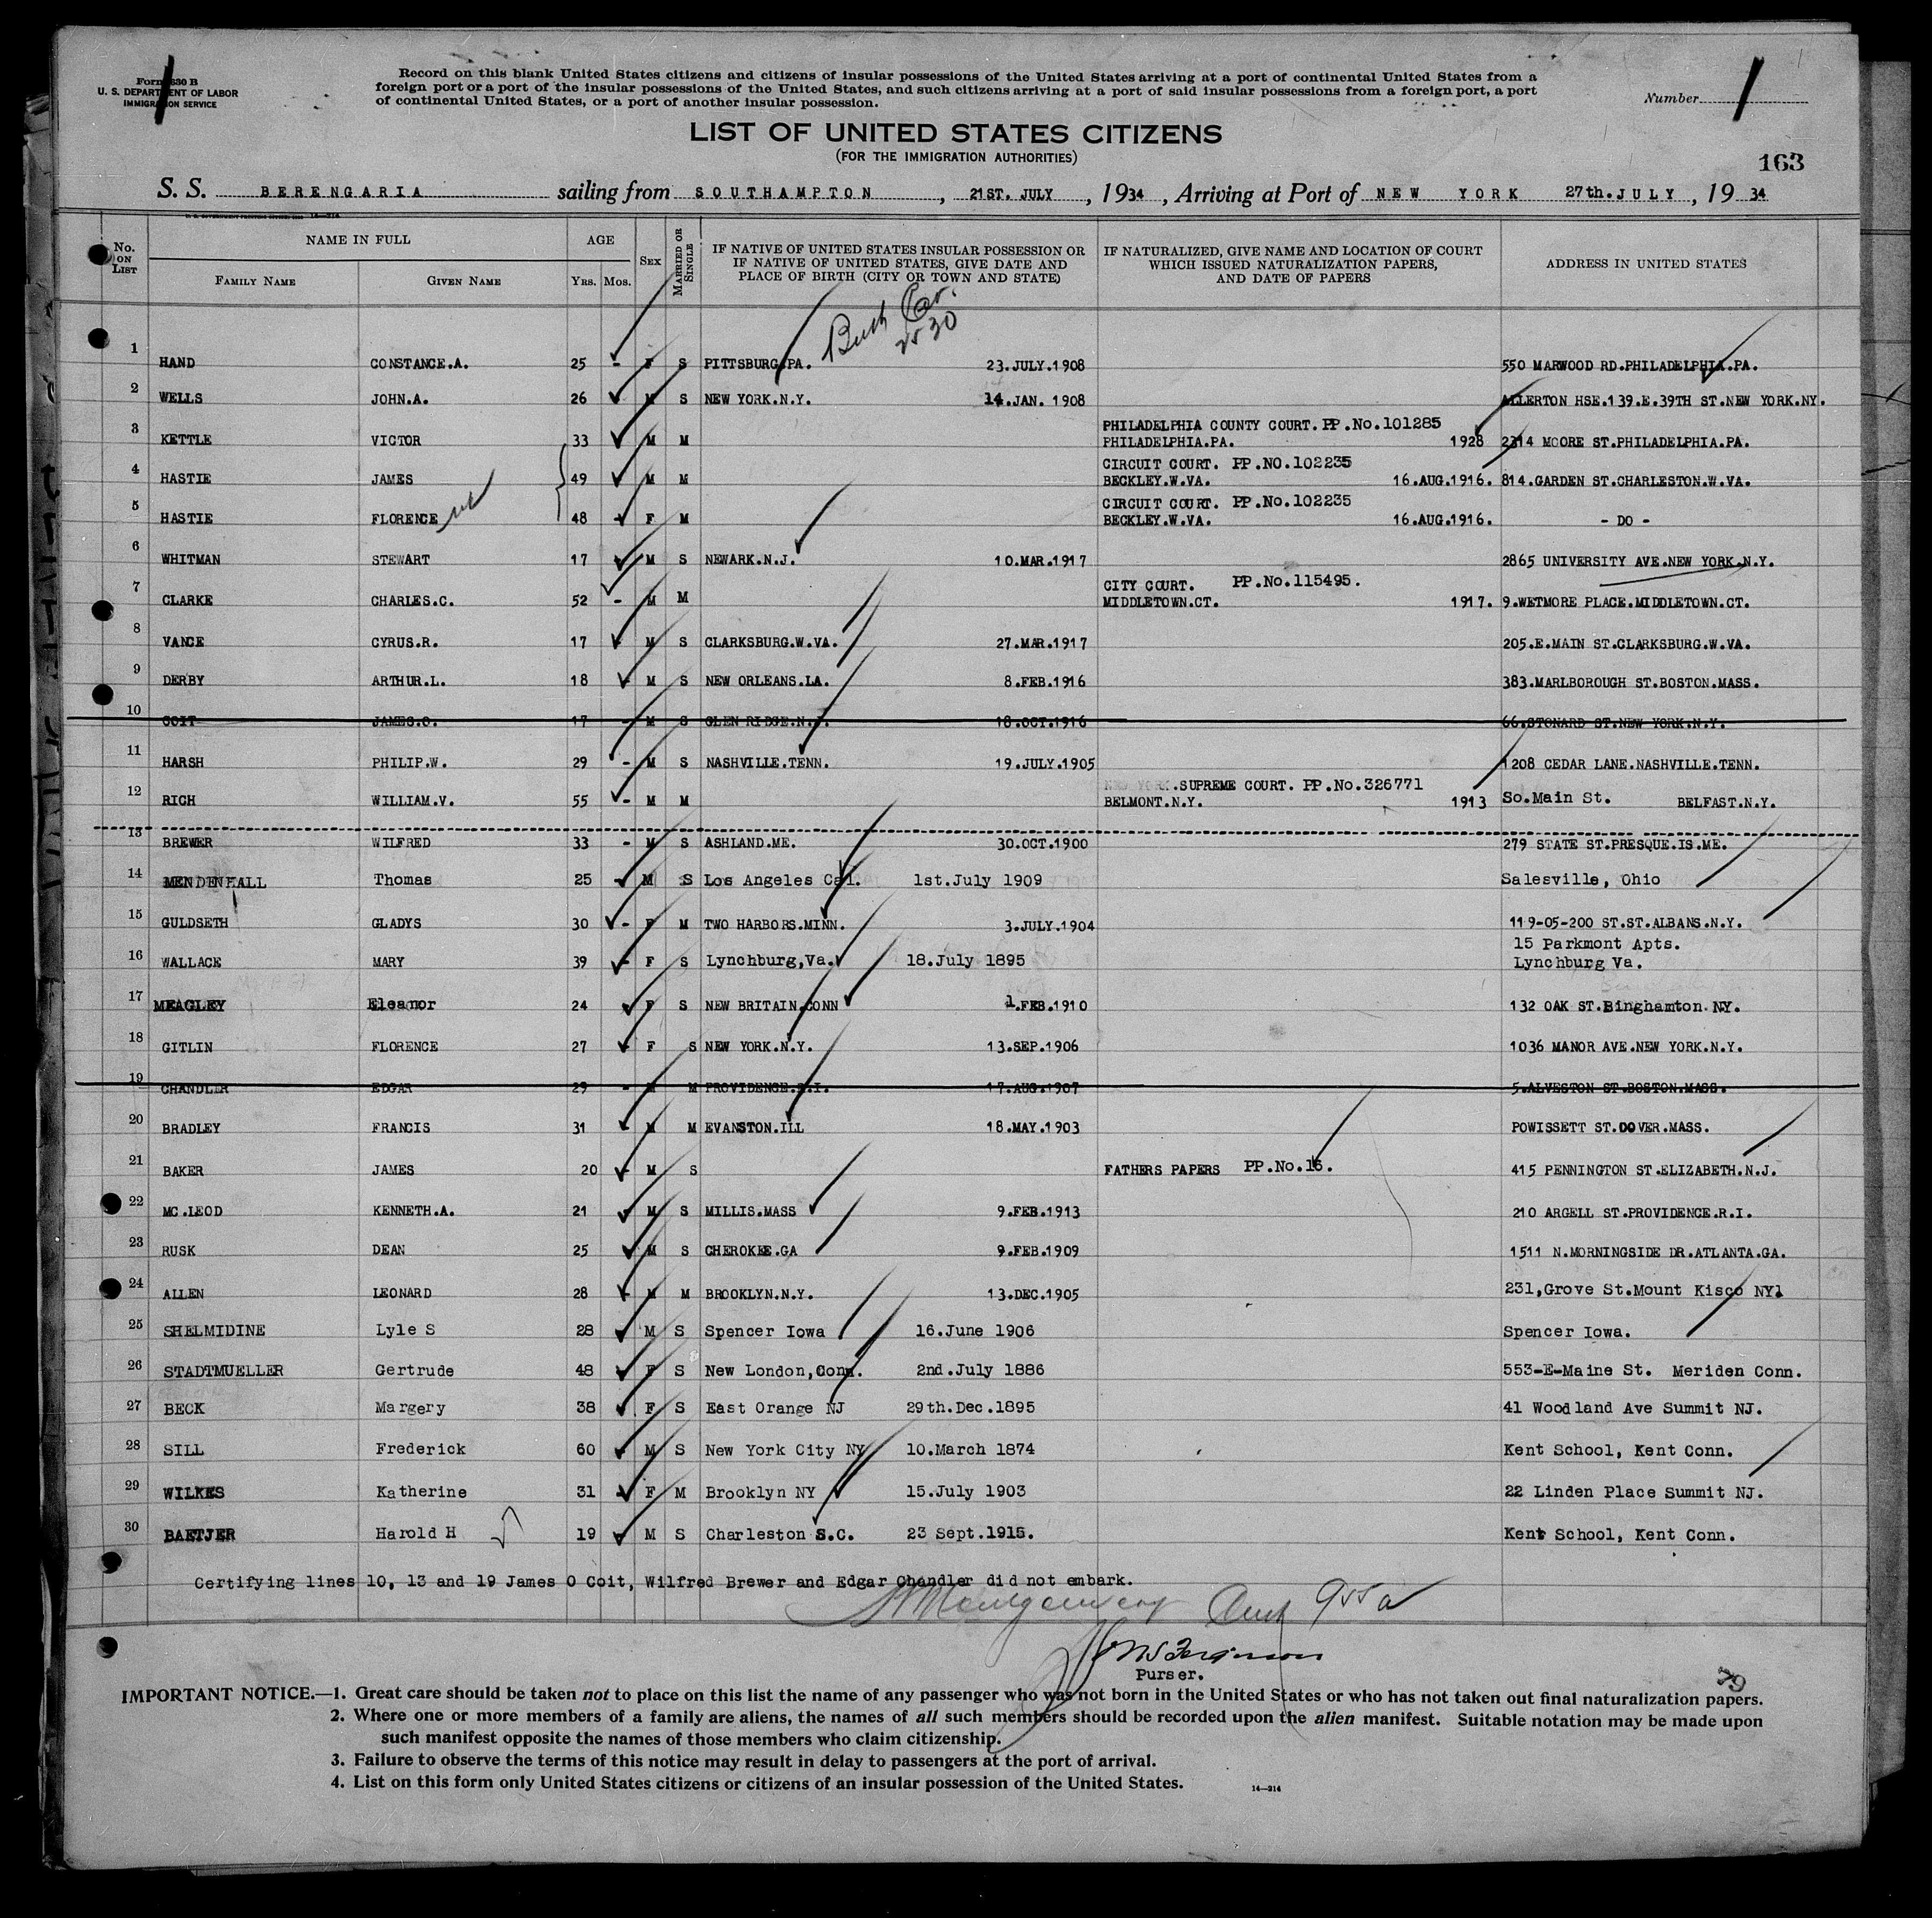 Form 630 B
U. S. DEPARTMENT OF LABOR
IMMIGRATION SERVICE
Record on this blank United States citizens and citizens of insular possessions of the United States arriving at a port of continental United States from a
foreign port or a port of the insular possessions of the United States, and such citizens arriving at a port of said insular possessions from a foreign port, a port
of continental United States, or a port of another insular possession.
Number 1
LIST OF UNITED STATES CITIZENS
(FOR THE IMMIGRATION AUTHORITIES)
163
S. S. BERENGARIA sailing from SOUTHAMPTON, 21ST. JULY, 1934, Arriving at Port of NEW YORK 27th.JULY, 1934
No. ON LIST NAME IN FULL AGE SEX MARRIED OR SINGLE IF NATIVE OF UNITED STATES INSULAR POSSESSION OR IF NATIVE OF UNITED STATES, GIVE DATE AND PLACE OF BIRTH (CITY OR TOWN AND STATE) IF NATURALIZED, GIVE NAME AND LOCATION OF COURT WHICH ISSUED NATURALIZATION PAPERS, AND DATE OF PAPERS ADDRESS IN UNITED STATES
FAMILY NAME GIVEN NAME YRS. MOS.
30
1 HAND CONSTANCE.A. 25 - F S PITTSBURG.PA. 23.JULY.1908 550 MARWOOD RD.PHILADELPHIA.PA.
2 WELLS JOHN.A. 26 M S NEW YORK.N.Y. 14.JAN. 1908 ALLERTON HSE.139.E.39TH ST.NEW YORK.NY.
PHILADELPHIA COUNTY COURT. PP.No.101285
3 KETTLE VICTOR 33 M M PHILADELPHIA.PA. 1928 2314 MOORE ST.PHILADELPHIA.PA.
CIRCUIT COURT. PP.NO.102235
4 HASTIE JAMES 49 M M BECKLEY.W.VA. 16.AUG.1916. 814.GARDEN ST.CHARLESTON.W.VA.
CIRCUIT COURT. PP.No.102235
5 HASTIE FLORENCE 48 - F M BECKLEY.W.VA. 16.AUG.1916. - DO -
6 WHITMAN STEWART 17 M S NEWARK.N.J. 10.MAR.1917 2865 UNIVERSITY AVE.NEW YORK.N.Y.
CITY COURT. PP.No.115495.
7 CLARKE CHARLES.C. 52 - M M MIDDLETOWN.CT. 1917. 9.WETMORE PLACE.MIDDLETOWN.CT.
8 VANCE CYRUS.R. 17 M S CLARKSBURG.W.VA. 27.MAR.1917 205.E.MAIN ST.CLARKSBURG.W.VA.
9 DERBY ARTHUR.L. 18 M S NEW ORLEANS.LA. 8.FEB.1916 383.MARLBOROUGH ST.BOSTON.MASS.
10 COIT JAMES.O. 17 - M S GLEN RIDGE.N.J. 18.OCT.1916 66.STONARD ST.NEW YORK.N.Y.
11 HARSH PHILIP.W. 29 - M S NASHVILLE.TENN. 19.JULY.1905 1208 CEDAR LANE.NASHVILLE.TENN.
NEW YORK.SUPREME COURT. PP.No.326771
12 RICH WILLIAM.V. 55 - M M BELMONT.N.Y. 1913 So.Main St. BELFAST.N.Y.
13 BREWER WILFRED 33 - M S ASHLAND.ME. 30.OCT.1900 279 STATE ST.PRESQUE.IS.ME.
14 MENDENHALL Thomas 25 - M S Los Angeles Cal. 1st.July 1909 Salesville, Ohio
15 GULDSETH GLADYS 30 - F M TWO HARBORS.MINN. 3.JULY.1904 119-05-200 ST.ST.ALBANS.N.Y.
15 Parkmont Apts.
16 WALLACE MARY 39 - F S Lynchburg,Va. 18.July 1895 Lynchburg Va.
17 MEAGLEY Eleanor 24 F S NEW BRITAIN.CONN 1.FEB.1910 132 OAK ST.Binghamton NY.
18 GITLIN FLORENCE 27 F S NEW YORK.N.Y. 13.SEP.1906 1036 MANOR AVE.NEW YORK.N.Y.
19 CHANDLER EDGAR 29 - M M PROVIDENCE.R.I. 17.AUG.1907 5.ALVESTON ST.BOSTON.MASS.
20 BRADLEY FRANCIS 31 - M M EVANSTON.ILL 18.MAY.1903 POWISSETT ST.DOVER.MASS.
21 BAKER JAMES 20 - M S FATHERS PAPERS PP.No.15. 415 PENNINGTON ST.ELIZABETH.N.J.
22 MC.LEOD KENNETH.A. 21 M S MILLIS.MASS 9.FEB.1913 210 ARGELL ST.PROVIDENCE.R.I.
23 RUSK DEAN 25 M S CHEROKEE.GA 9.FEB.1909 1511 N.MORNINGSIDE DR.ATLANTA.GA.
24 ALLEN LEONARD 28 M M BROOKLYN.N.Y. 13.DEC.1905 231,Grove St.Mount Kisco NY1
25 SHELMIDINE Lyle S 28 M S Spencer Iowa 16.June 1906 Spencer Iowa.
26 STADTMUELLER Gertrude 48 F S New London,Conn. 2nd.July 1886 553-E-Maine St. Meriden Conn.
27 BECK Margery 38 F S East Orange NJ 29th.Dec.1895 41 Woodland Ave Summit NJ.
28 SILL Frederick 60 M S New York City NY 10.March 1874 Kent School, Kent Conn.
29 WILKES Katherine 31 F M Brooklyn NY 15.July 1903 22 Linden Place Summit NJ.
30 BAETJER Harold H 19 M S Charleston S.C. 23 Sept.1915. Kent School, Kent Conn.
Certifying lines 10, 13 and 19 James O Coit, Wilfred Brewer and Edgar Chandler did not embark.
Purser.
79
IMPORTANT NOTICE.—1. Great care should be taken not to place on this list the name of any passenger who was not born in the United States or who has not taken out final naturalization papers.
2. Where one or more members of a family are aliens, the names of all such members should be recorded upon the alien manifest. Suitable notation may be made upon
such manifest opposite the names of those members who claim citizenship.
3. Failure to observe the terms of this notice may result in delay to passengers at the port of arrival.
4. List on this form only United States citizens or citizens of an insular possession of the United States.
14—214